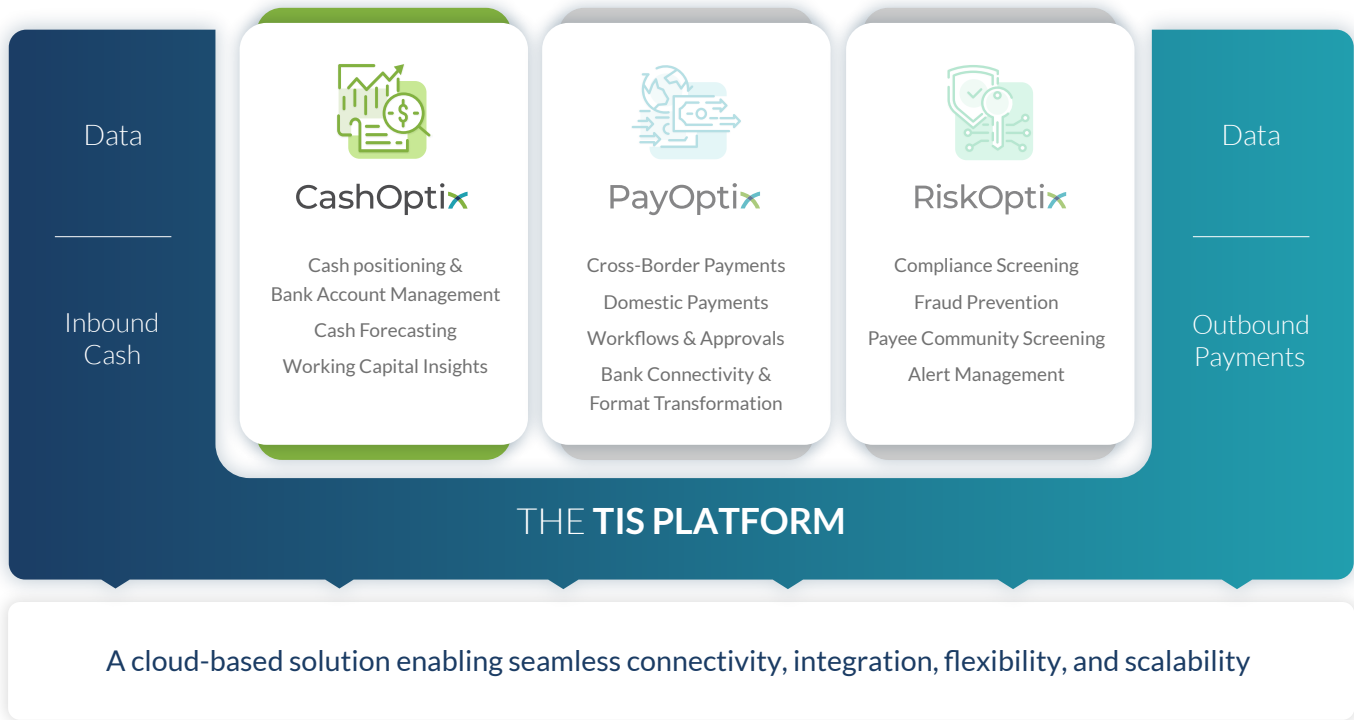 Data
Inbound
Cash
CashOptix
Cash positioning &
Bank Account Management
Cash Forecasting
Working Capital Insights
PayOptix
Cross-Border Payments
Domestic Payments
Workflows & Approvals
Bank Connectivity &
Format Transformation
RiskOptix
Compliance Screening
Fraud Prevention
Payee Community Screening
Alert Management
Data
Outbound
Payments
THE TIS PLATFORM
A cloud-based solution enabling seamless connectivity, integration, flexibility, and scalability